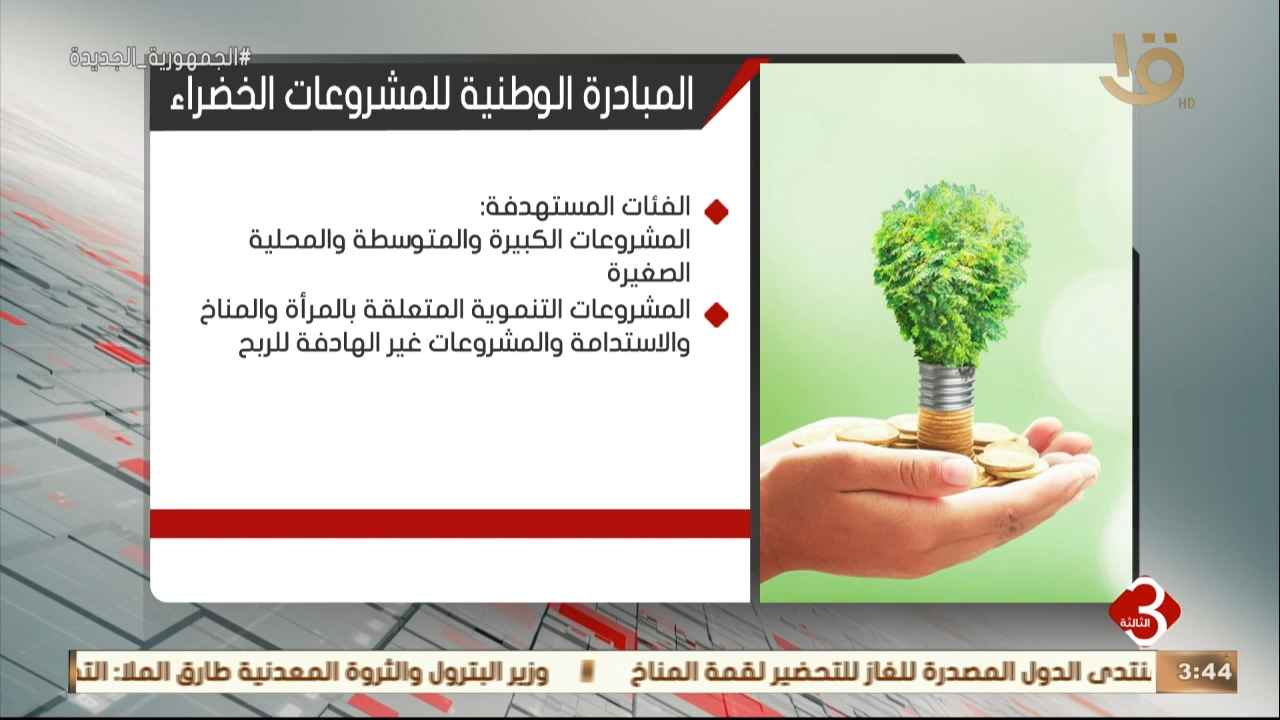 #الجمهورية_الجديدة
HD
المبادرة الوطنية للمشروعات الخضراء
الفئات المستهدفة:
المشروعات الكبيرة والمتوسطة والمحلية
الصغيرة
المشروعات التنموية المتعلقة بالمرأة والمناخ
والاستدامة والمشروعات غير الهادفة للربح
3
الثالثة
3:44
منتدى الدول المصدرة للغاز للتحضير لقمة المناخ
وزير البترول والثروة المعدنية طارق الملا: